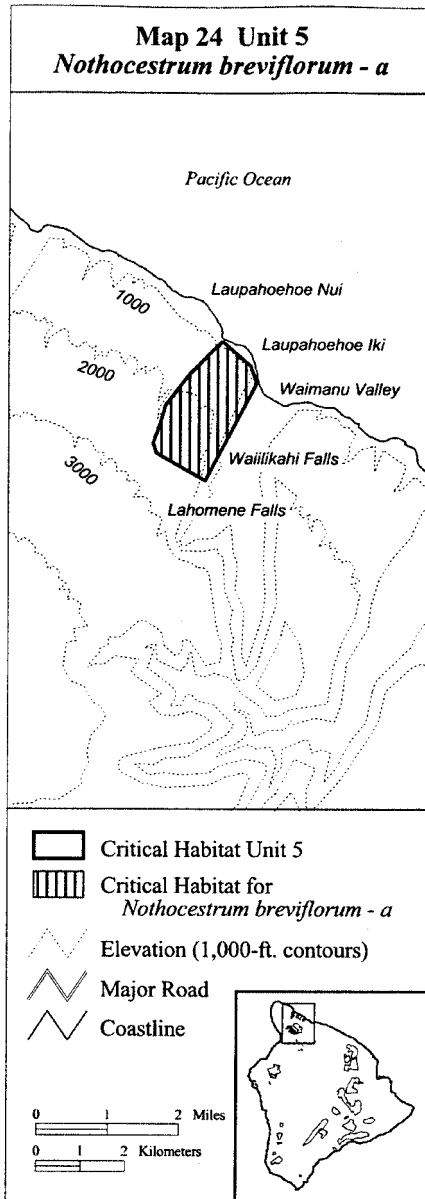 Map 24 Unit 5
Nothocestrum breviflorum - a
Pacific Ocean
Laupahoehoe Nui
1000
Laupahoehoe Iki
2000
Waimanu Valley
Waiilikahi Falls
3000
Lahomene Falls
Critical Habitat Unit 5
Critical Habitat for
Nothocestrum breviflorum - a
Elevation (1,000-ft. contours)
Major Road
Coastline
0 1 2 Miles
0 1 2 Kilometers